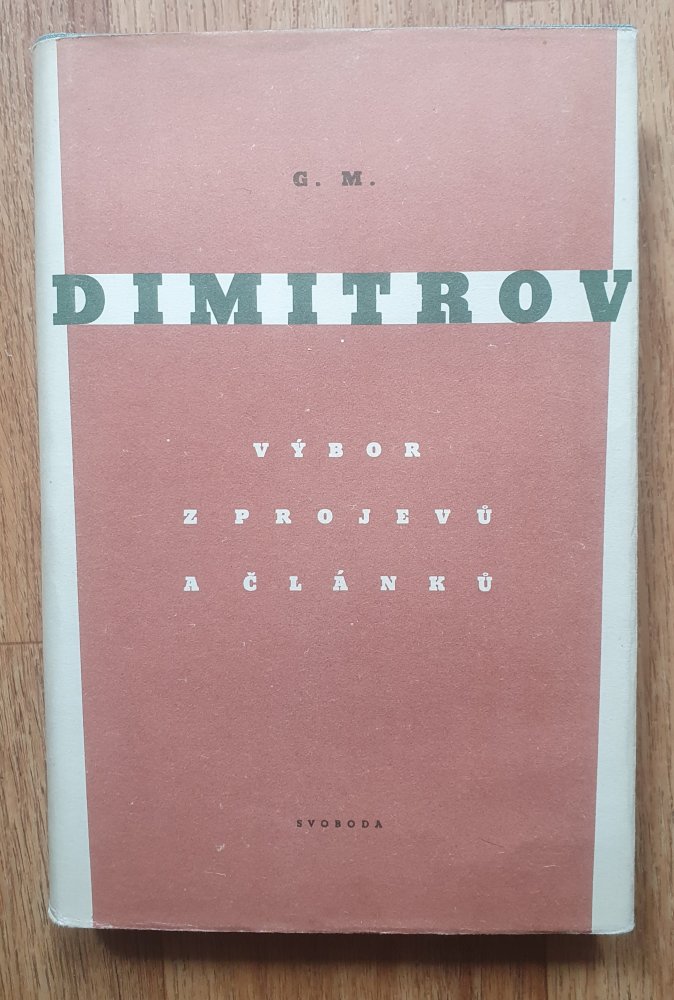 G. M.
DIMITROV
VÝBOR
Z PROJEVŮ
A ČLÁNKŮ
SVOBODA